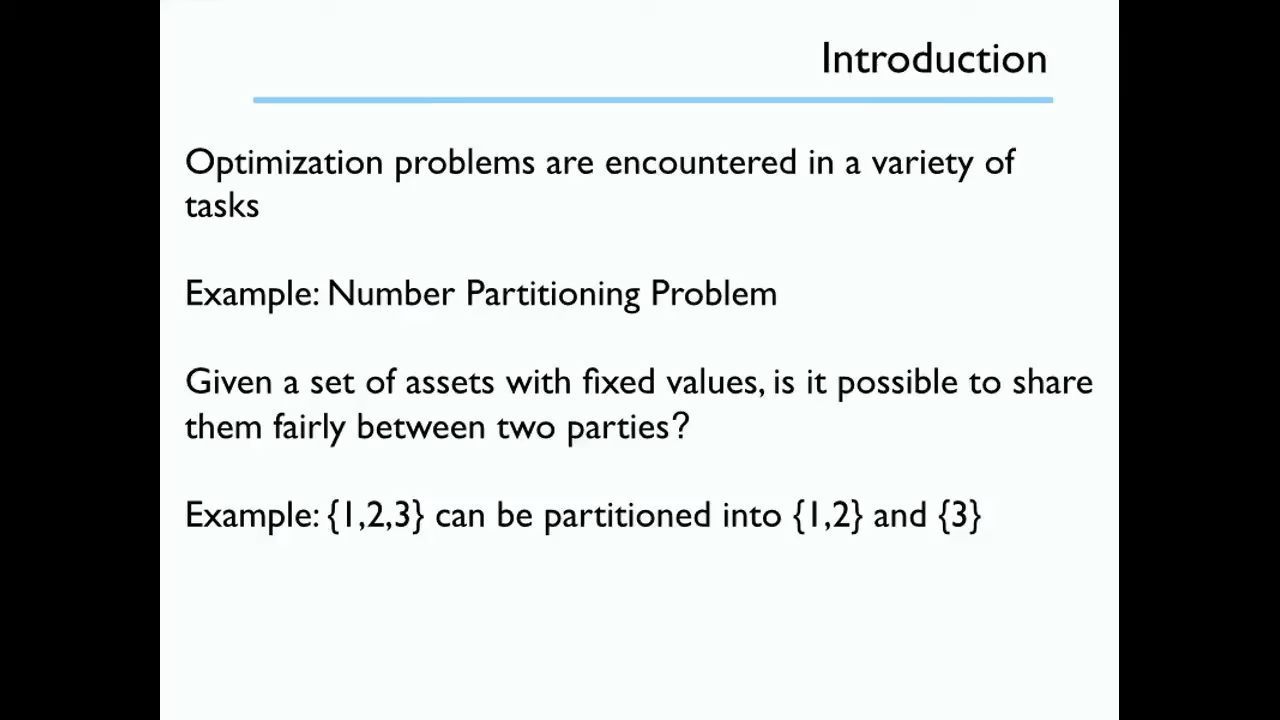 Introduction
Optimization problems are encountered in a variety of
tasks
Example: Number Partitioning Problem
Given a set of assets with fixed values, is it possible to share
them fairly between two parties?
Example: {1,2,3} can be partitioned into {1,2} and {3}